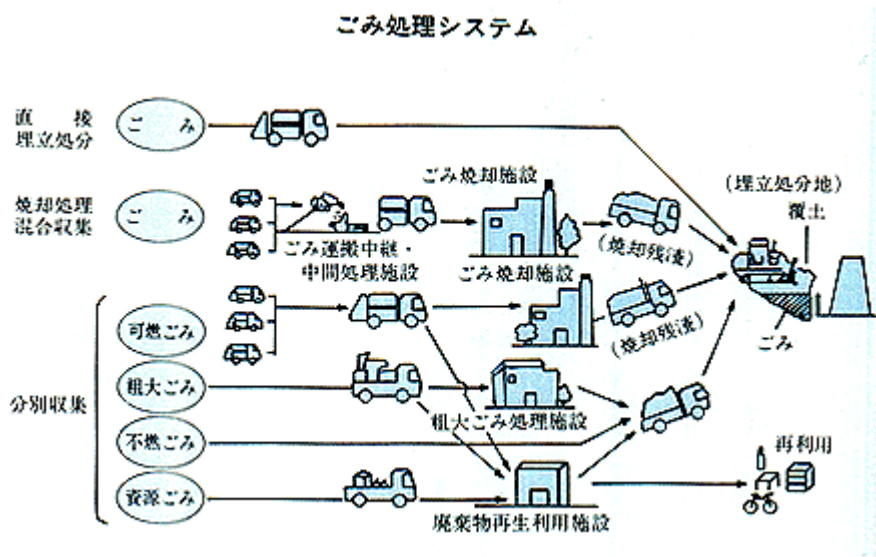 ごみ処理システム
直接
埋立処分
ごみ
焼却処理
混合収集
ごみ
ごみ運搬中継・
中間処理施設
ごみ焼却施設
(焼却残渣)
(埋立処分地)
覆土
ごみ
分別収集
可燃ごみ
ごみ焼却施設
(焼却残渣)
粗大ごみ
粗大ごみ処理施設
不燃ごみ
資源ごみ
廃棄物再生利用施設
再利用